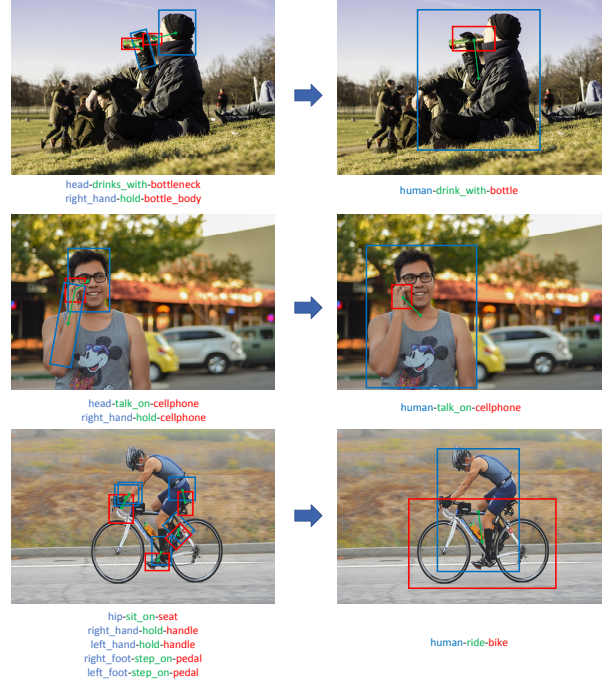 head-drinks_with-bottleneck
right_hand-hold-bottle_body
human-drink_with-bottle
head-talk_on-cellphone
right_hand-hold-cellphone
human-talk_on-cellphone
hip-sit_on-seat
right_hand-hold-handle
left_hand-hold-handle
right_foot-step_on-pedal
left_foot-step_on-pedal
human-ride-bike